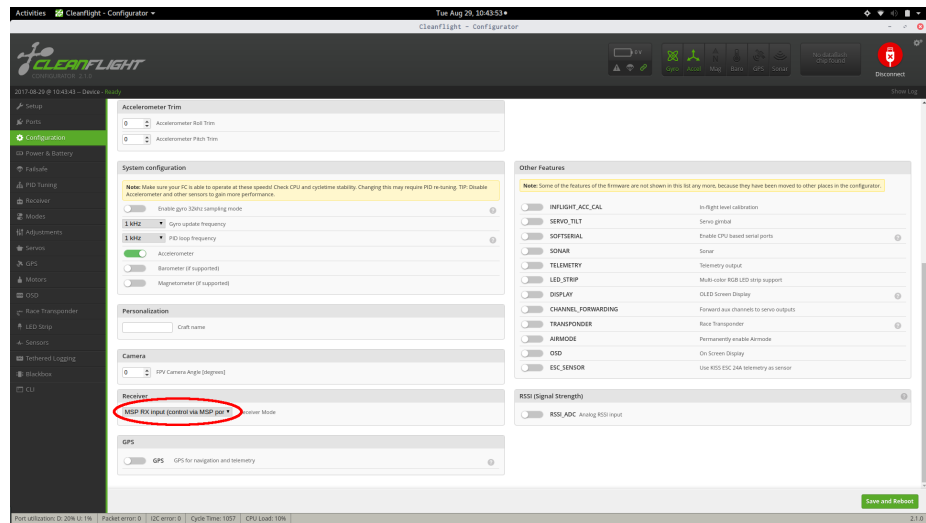 Activities Cleanflight - Configurator Tue Aug 29, 10:43:53
Cleanflight - Configurator
CLEANFLIGHT
CONFIGURATOR 2.1.0
0 V
Gyro Accel Mag Baro GPS Sonar
No dataflash
chip found
Disconnect
2017-08-29 @ 10:43:43 -- Device - Ready Show Log
Setup
Ports
Configuration
Power & Battery
Failsafe
PID Tuning
Receiver
Modes
Adjustments
Servos
GPS
Motors
OSD
Race Transponder
LED Strip
Sensors
Tethered Logging
Blackbox
CLI
Accelerometer Trim
0 Accelerometer Roll Trim
0 Accelerometer Pitch Trim
System configuration
Note: Make sure your FC is able to operate at these speeds! Check CPU and cycletime stability. Changing this may require PID re-tuning. TIP: Disable
Accelerometer and other sensors to gain more performance.
Enable gyro 32khz sampling mode
1 kHz Gyro update frequency
1 kHz PID loop frequency
Accelerometer
Barometer (if supported)
Magnetometer (if supported)
Personalization
Craft name
Camera
0 FPV Camera Angle [degrees]
Receiver
MSP RX input (control via MSP por eceiver Mode
GPS
GPS GPS for navigation and telemetry
Other Features
Note: Some of the features of the firmware are not shown in this list any more, because they have been moved to other places in the configurator.
INFLIGHT_ACC_CAL In-flight level calibration
SERVO_TILT Servo gimbal
SOFTSERIAL Enable CPU based serial ports
SONAR Sonar
TELEMETRY Telemetry output
LED_STRIP Multi-color RGB LED strip support
DISPLAY OLED Screen Display
CHANNEL_FORWARDING Forward aux channels to servo outputs
TRANSPONDER Race Transponder
AIRMODE Permanently enable Airmode
OSD On Screen Display
ESC_SENSOR Use KISS ESC 24A telemetry as sensor
RSSI (Signal Strength)
RSSI_ADC Analog RSSI input
Save and Reboot
Port utilization: D: 20% U: 1% Packet error: 0 I2C error: 0 Cycle Time: 1057 CPU Load: 10% 2.1.0